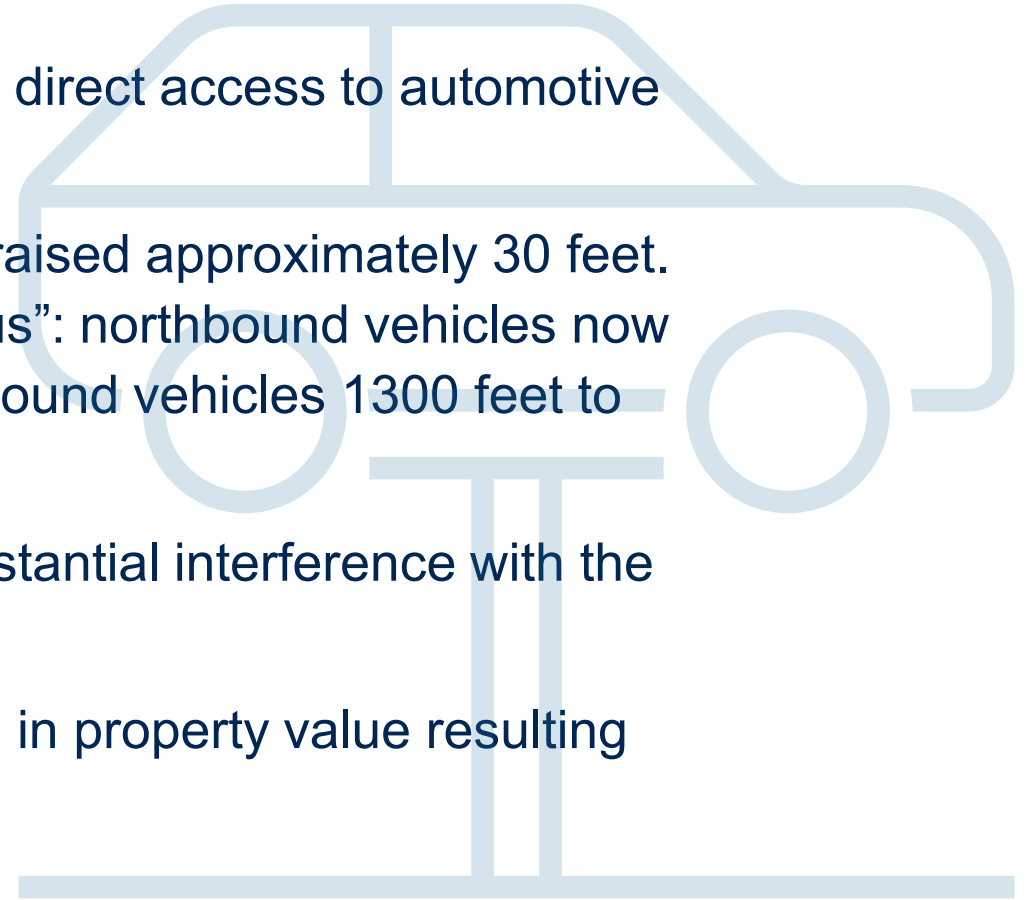 direct access to automotive
raised approximately 30 feet.
us”: northbound vehicles now
ound vehicles 1300 feet to
stantial interference with the
in property value resulting